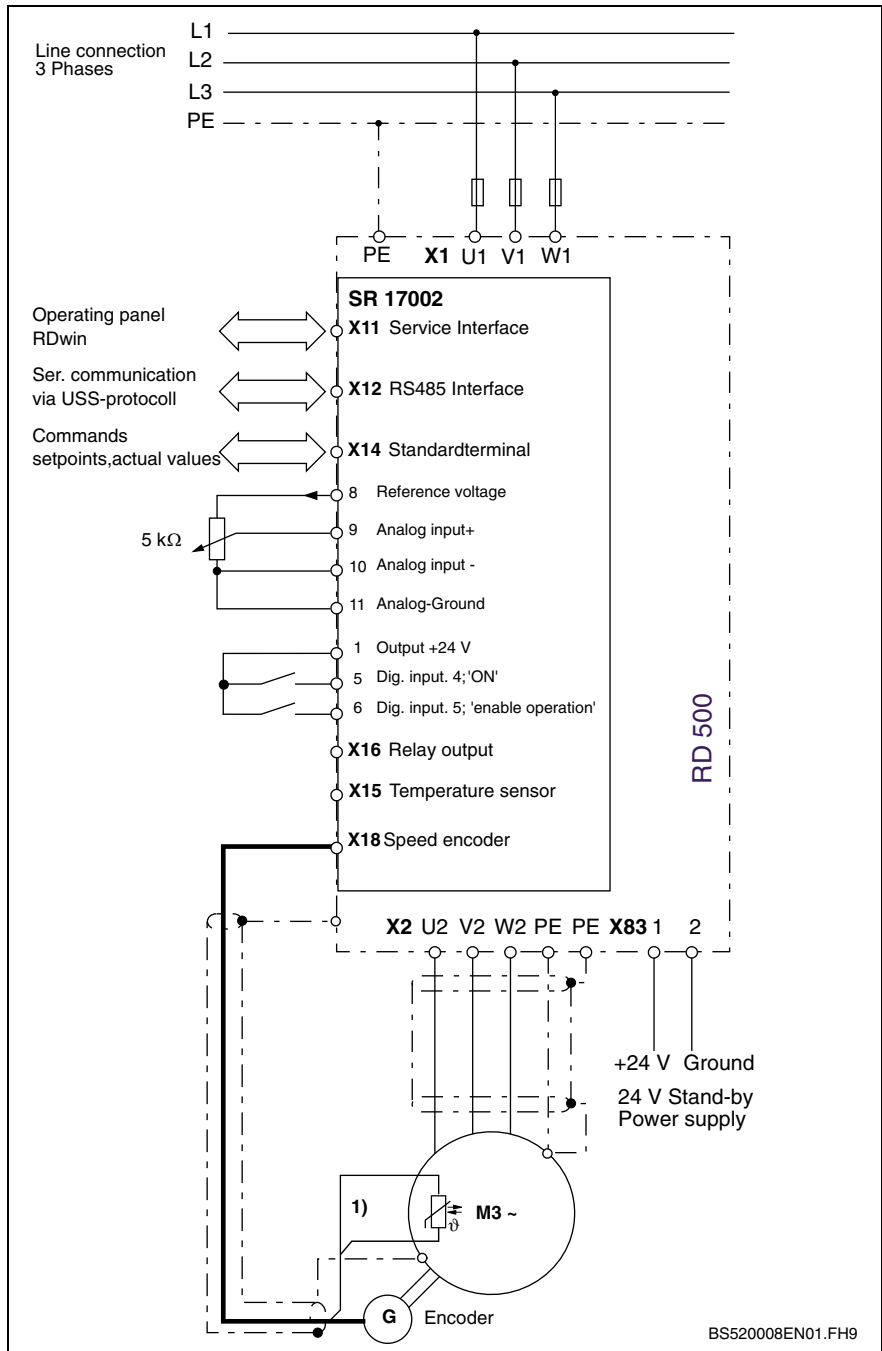 L1
Line connection
3 Phases
L2
L3
PE
PE X1 U1 V1 W1
SR 17002
Operating panel
RDwin
X11 Service Interface
Ser. communication
via USS-protocoll
X12 RS485 Interface
Commands
setpoints,actual values
X14 Standardterminal
8 Reference voltage
5 kΩ
9 Analog input+
10 Analog input -
11 Analog-Ground
1 Output +24 V
5 Dig. input. 4;'ON'
6 Dig. input. 5; 'enable operation'
RD 500
X16 Relay output
X15 Temperature sensor
X18 Speed encoder
X2 U2 V2 W2 PE PE X83 1 2
+24 V Ground
24 V Stand-by
Power supply
1)
M3 ~
ϑ
G Encoder
BS520008EN01.FH9